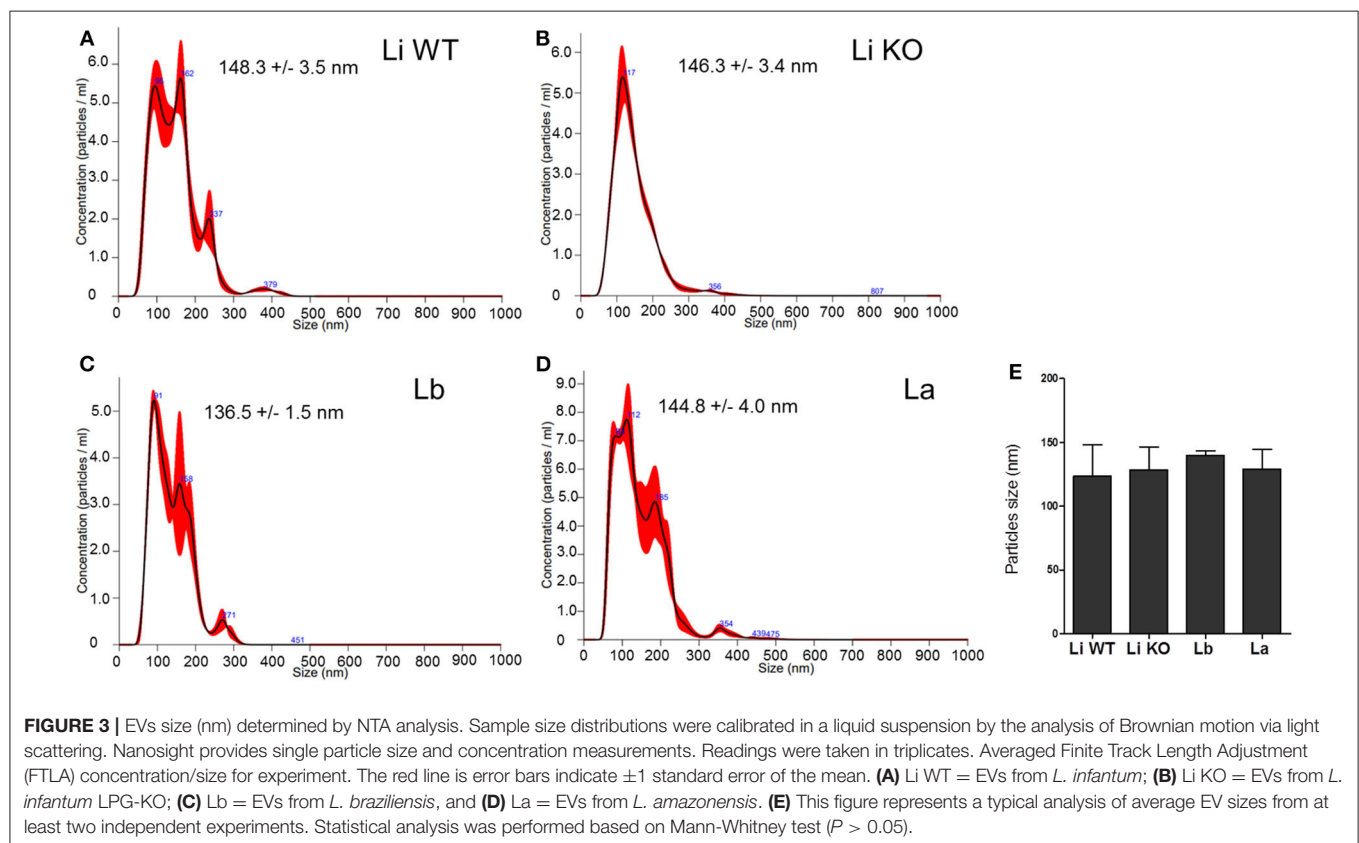 A
Li WT
148.3 +/- 3.5 nm
Concentration (particles / ml)
6.0
5.0
4.0
3.0
2.0
1.0
0
162
237
379
0 100 200 300 400 500 600 700 800 900 1000
Size (nm)
B
Li KO
146.3 +/- 3.4 nm
Concentration (particles / ml)
6.0
5.0
4.0
3.0
2.0
1.0
0
117
356
807
0 100 200 300 400 500 600 700 800 900 1000
Size (nm)
C
Lb
136.5 +/- 1.5 nm
Concentration (particles / ml)
5.0
4.0
3.0
2.0
1.0
0
91
158
271
451
0 100 200 300 400 500 600 700 800 900 1000
Size (nm)
D
La
144.8 +/- 4.0 nm
Concentration (particles / ml)
9.0
8.0
7.0
6.0
5.0
4.0
3.0
2.0
1.0
0
112
185
354
439475
0 100 200 300 400 500 600 700 800 900 1000
Size (nm)
E
Particles size (nm)
200
150
100
50
0
Li WT Li KO Lb La
FIGURE 3 | EVs size (nm) determined by NTA analysis. Sample size distributions were calibrated in a liquid suspension by the analysis of Brownian motion via light
scattering. Nanosight provides single particle size and concentration measurements. Readings were taken in triplicates. Averaged Finite Track Length Adjustment
(FTLA) concentration/size for experiment. The red line is error bars indicate ±1 standard error of the mean. (A) Li WT = EVs from L. infantum; (B) Li KO = EVs from L.
infantum LPG-KO; (C) Lb = EVs from L. braziliensis, and (D) La = EVs from L. amazonensis. (E) This figure represents a typical analysis of average EV sizes from at
least two independent experiments. Statistical analysis was performed based on Mann-Whitney test (P > 0.05).